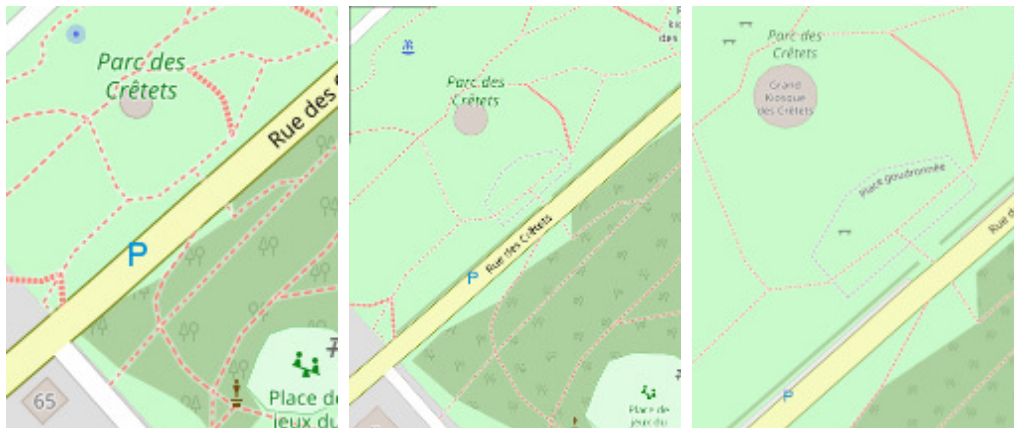 Parc des
Crêtets
Rue des
P
65
Place de
jeux du
Parc des
Crêtets
Rue des Crêtets
P
Place de
jeux du
Parc des
Crêtets
Grand
Kiosque
des Crêtets
Place goudronnée
P